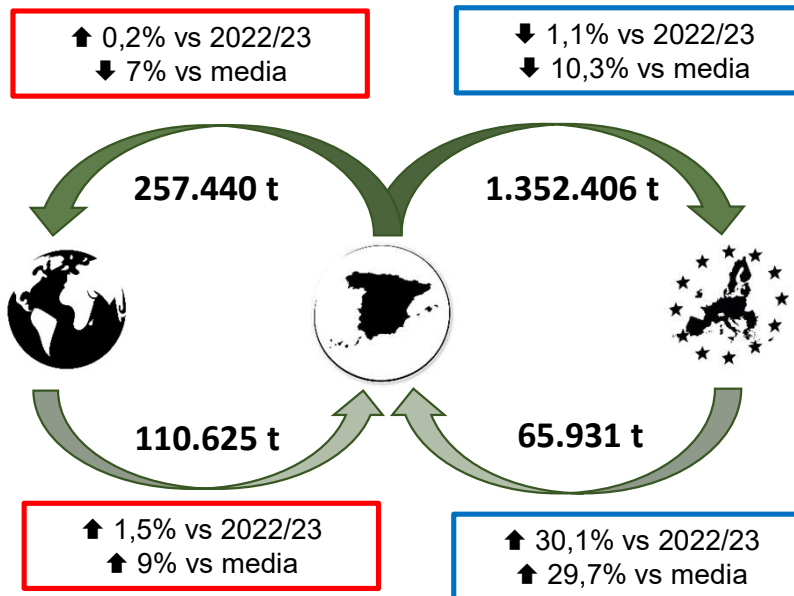 ⬆ 0,2% vs 2022/23
⬇ 7% vs media
⬇ 1,1% vs 2022/23
⬇ 10,3% vs media
257.440 t
1.352.406 t
110.625 t
65.931 t
⬆ 1,5% vs 2022/23
⬆ 9% vs media
⬆ 30,1% vs 2022/23
⬆ 29,7% vs media